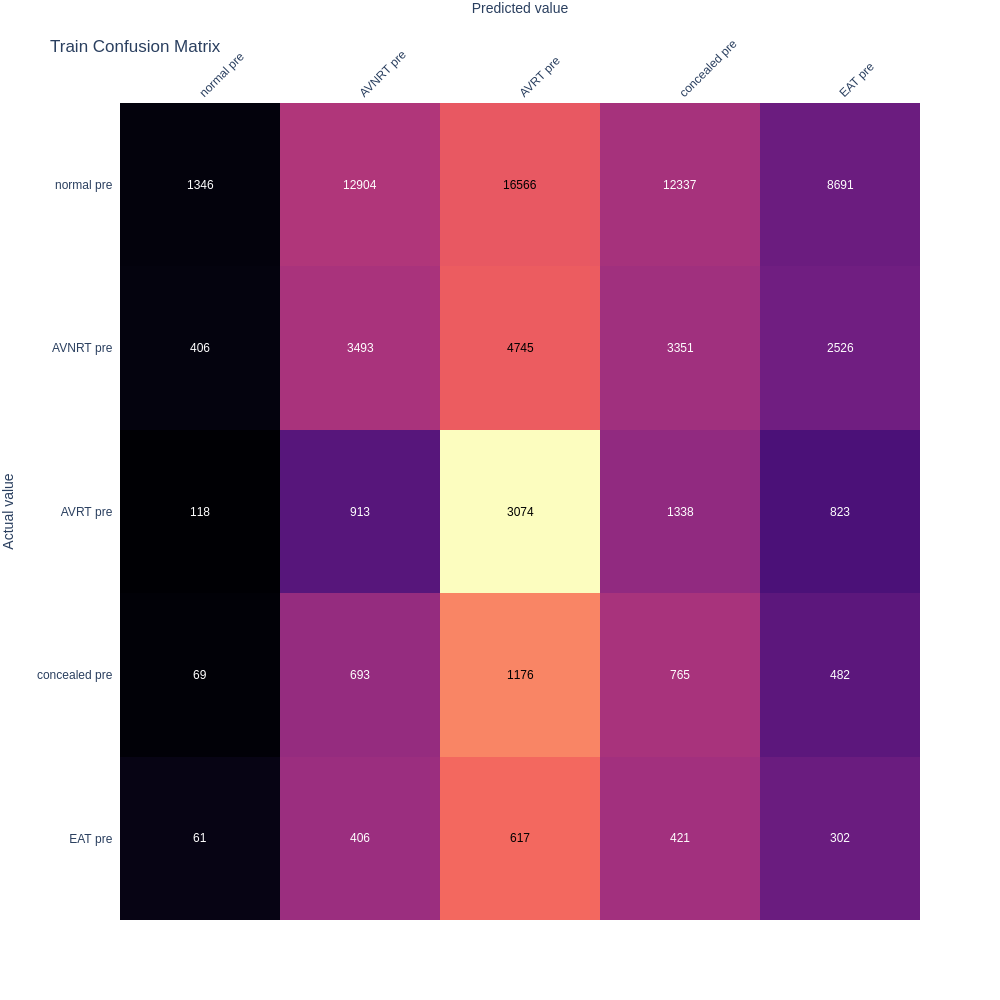 Predicted value
Train Confusion Matrix
normal pre
AVNRT pre
AVRT pre
concealed pre
EAT pre
normal pre 1346 12904 16566 12337 8691
AVNRT pre 406 3493 4745 3351 2526
Actual value
AVRT pre 118 913 3074 1338 823
concealed pre 69 693 1176 765 482
EAT pre 61 406 617 421 302